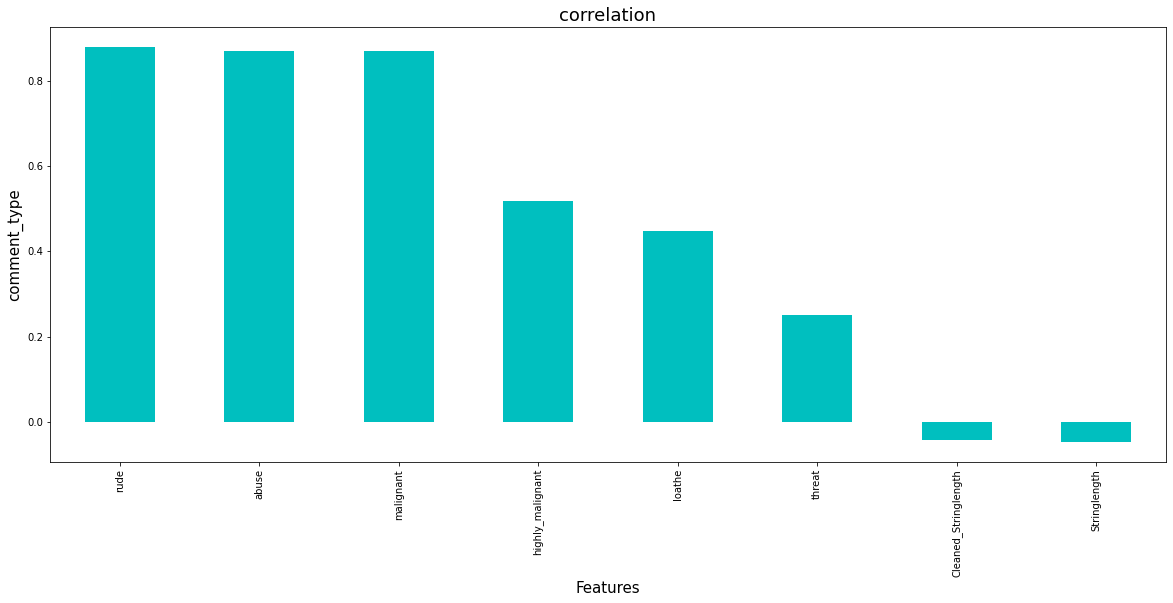 correlation
comment_type
0.8
0.6
0.4
0.2
0.0
rude
abuse
malignant
highly_malignant
loathe
threat
Cleaned_Stringlength
Stringlength
Features